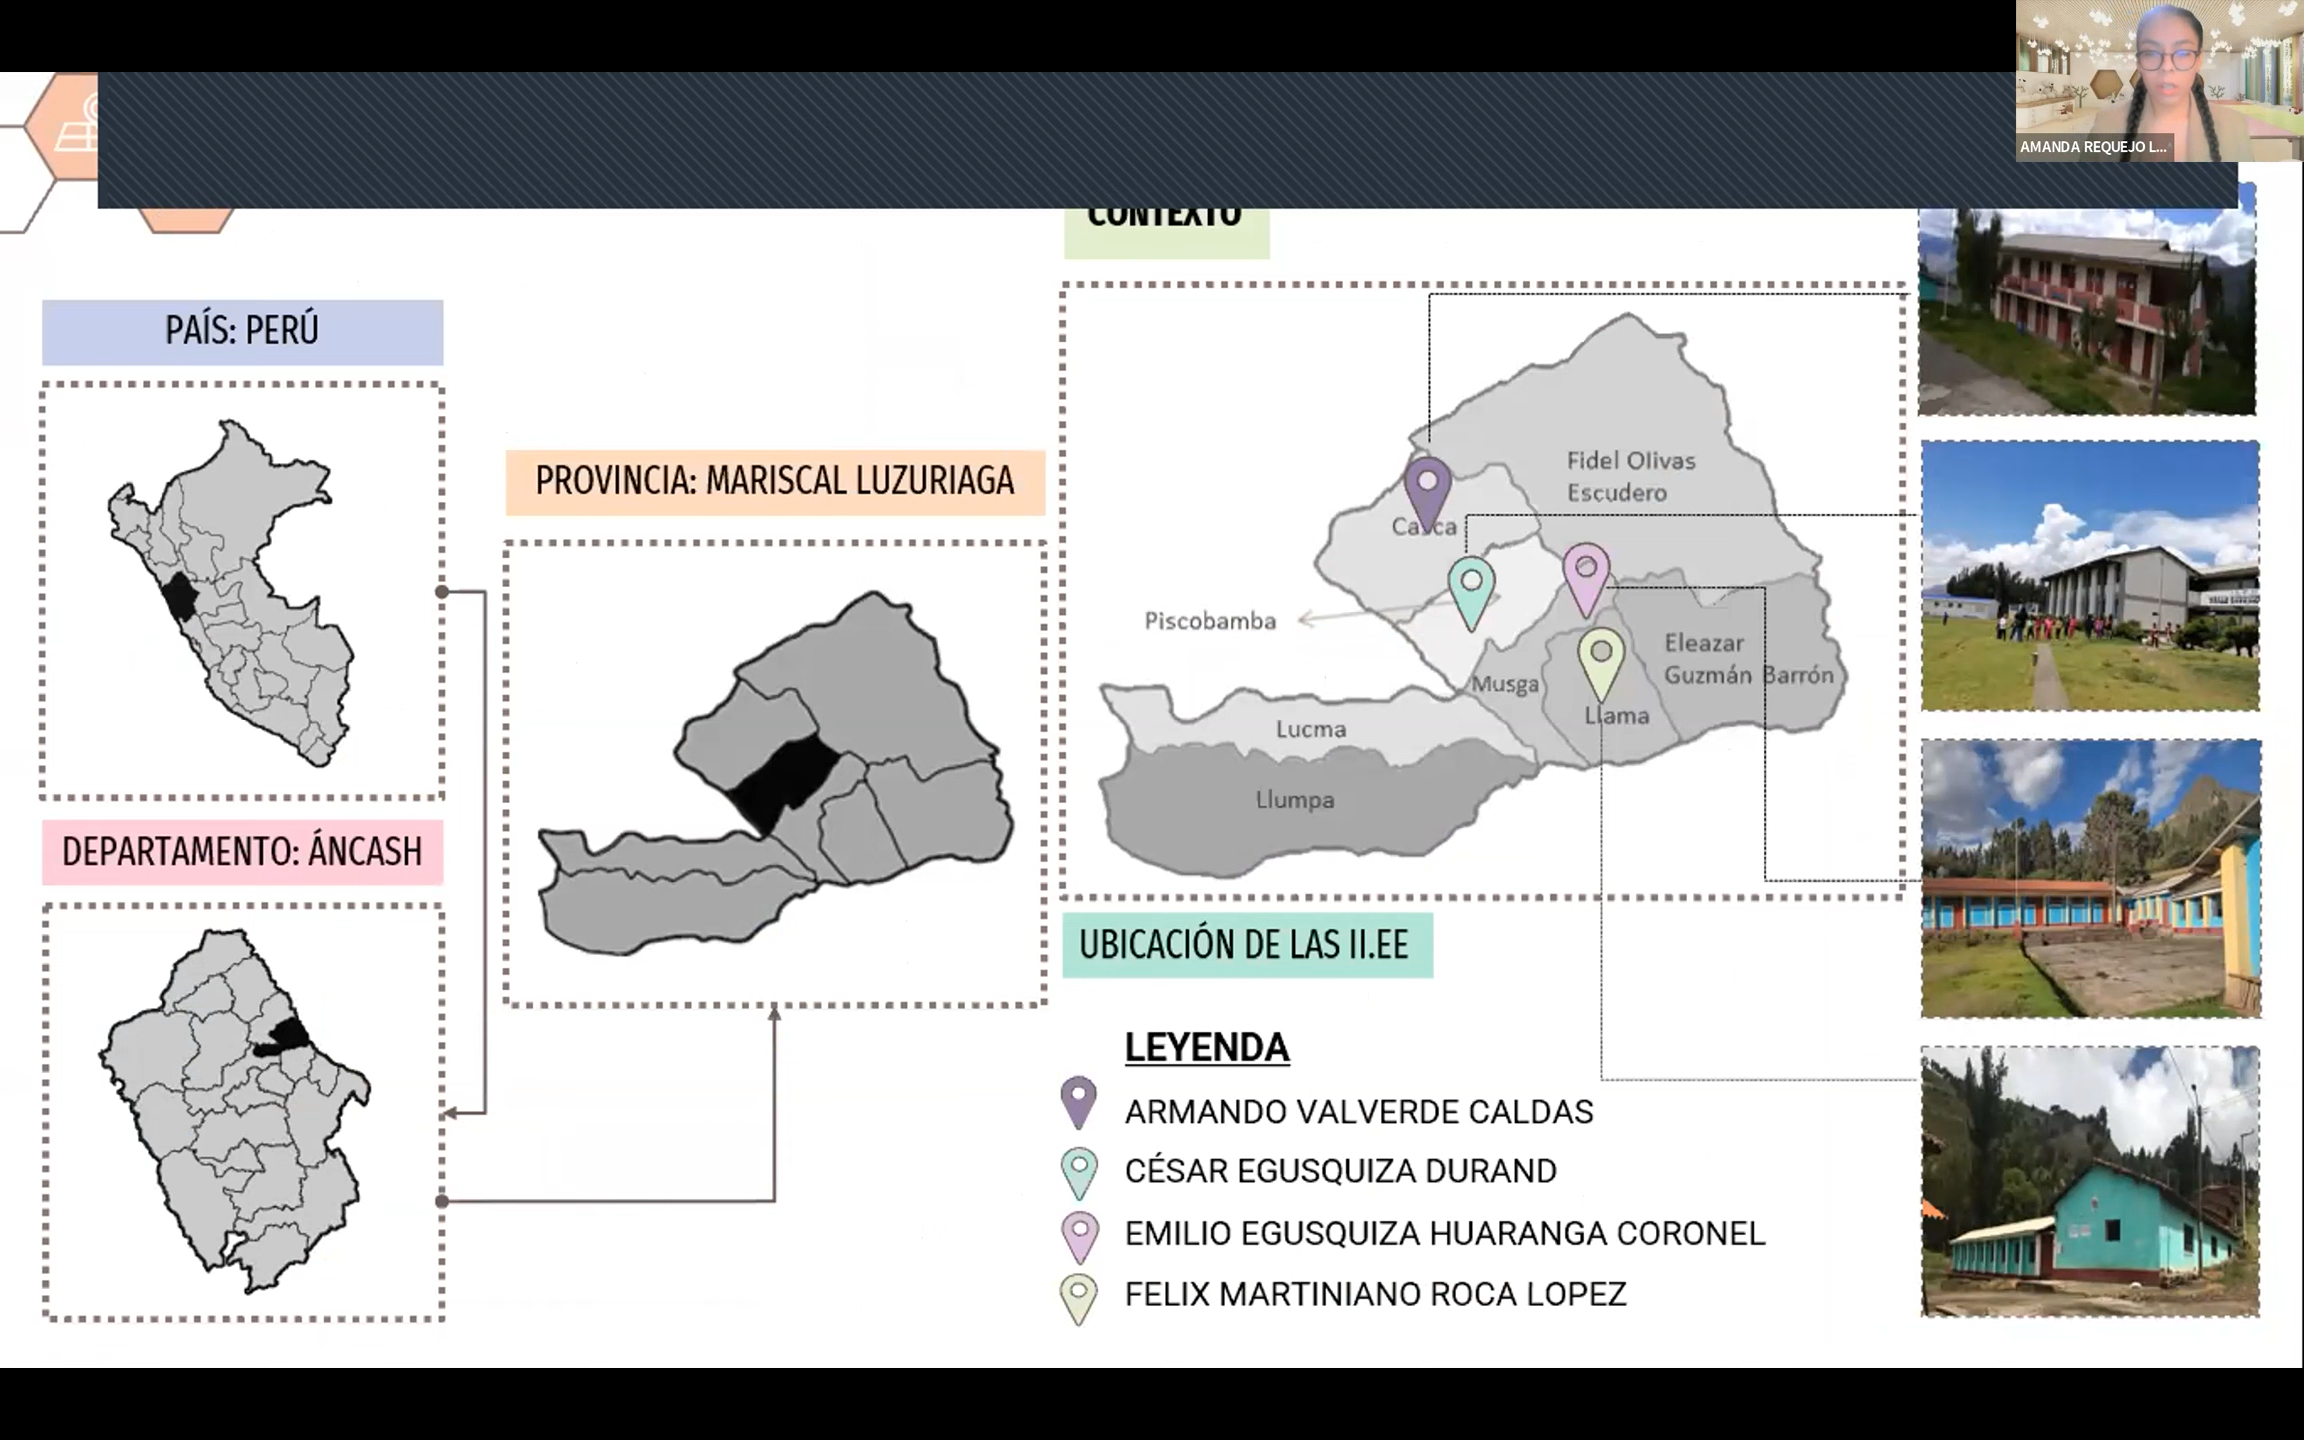 AMANDA REQUEJO L...
CONTEXTO
PAÍS: PERÚ
DEPARTAMENTO: ÁNCASH
PROVINCIA: MARISCAL LUZURIAGA
Fidel Olivas
Escudero
Casca
Piscobamba
Eleazar
Guzmán Barrón
Musga
Llama
Lucma
Llumpa
UBICACIÓN DE LAS II.EE
LEYENDA
ARMANDO VALVERDE CALDAS
CÉSAR EGUSQUIZA DURAND
EMILIO EGUSQUIZA HUARANGA CORONEL
FELIX MARTINIANO ROCA LOPEZ